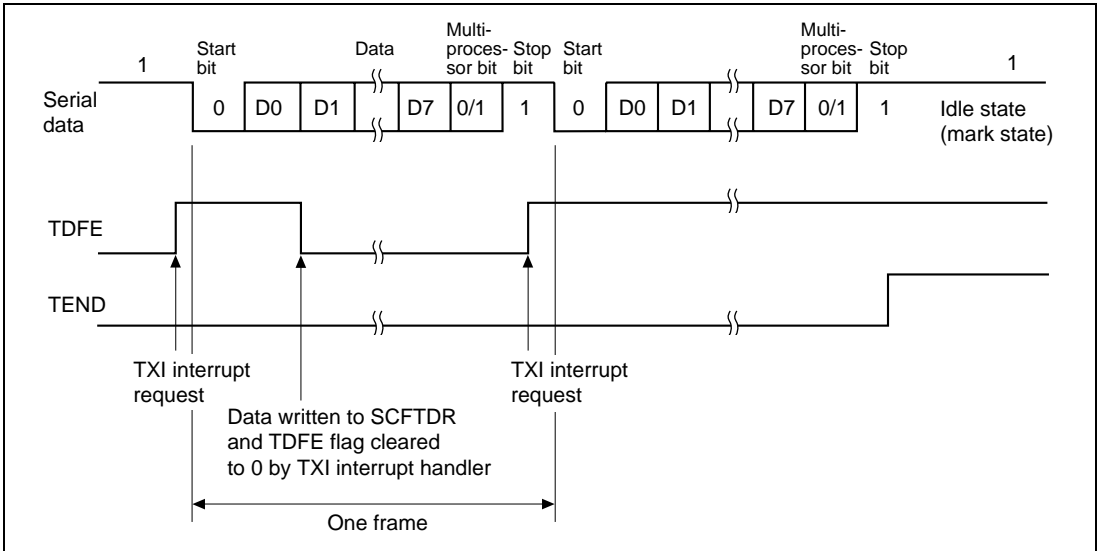 1
Start
bit
Data
Multi-
proces-
sor bit
Stop
bit
Start
bit
Multi-
proces-
sor bit
Stop
bit
1
Serial
data
0 D0 D1 D7 0/1 1 0 D0 D1 D7 0/1 1
Idle state
(mark state)
TDFE
TEND
TXI interrupt
request
TXI interrupt
request
Data written to SCFTDR
and TDFE flag cleared
to 0 by TXI interrupt handler
One frame